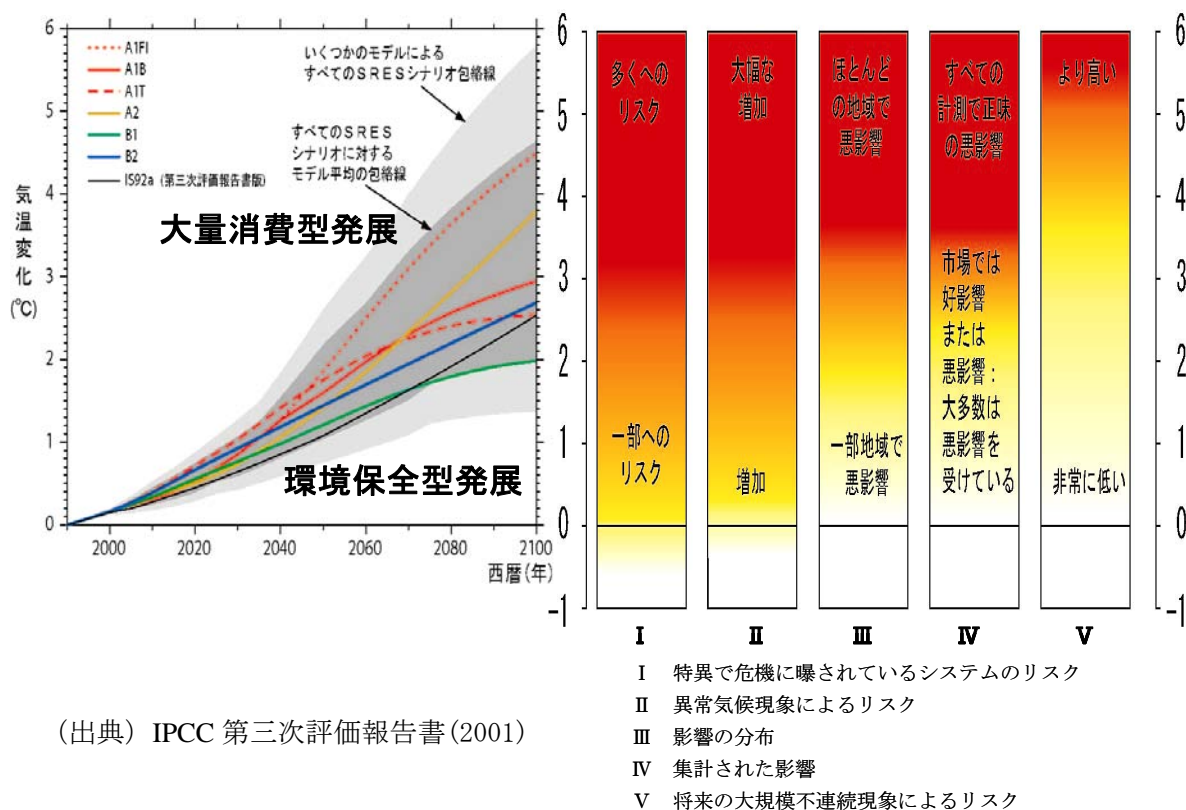 6
5
4
3
2
1
0
気温変化(℃)
A1FI
A1B
A1T
A2
B1
B2
IS92a (第三次評価報告書版)
いくつかのモデルによる
すべてのSRESシナリオ包絡線
すべてのSRES
シナリオに対する
モデル平均の包絡線
大量消費型発展
環境保全型発展
2000
2020
2040
2060
2080
2100
西暦(年)
6
5
4
3
2
1
0
-1
多くへの
リスク
一部への
リスク
大幅な
増加
増加
ほとんど
の地域で
悪影響
一部地域で
悪影響
すべての
計測で正味
の悪影響
市場では
好影響
または
悪影響:
大多数は
悪影響を
受けている
より高い
非常に低い
6
5
4
3
2
1
0
-1
Ⅰ
Ⅱ
Ⅲ
Ⅳ
Ⅴ
Ⅰ 特異で危機に曝されているシステムのリスク
Ⅱ 異常気候現象によるリスク
Ⅲ 影響の分布
Ⅳ 集計された影響
Ⅴ 将来の大規模不連続現象によるリスク
(出典) IPCC 第三次評価報告書(2001)